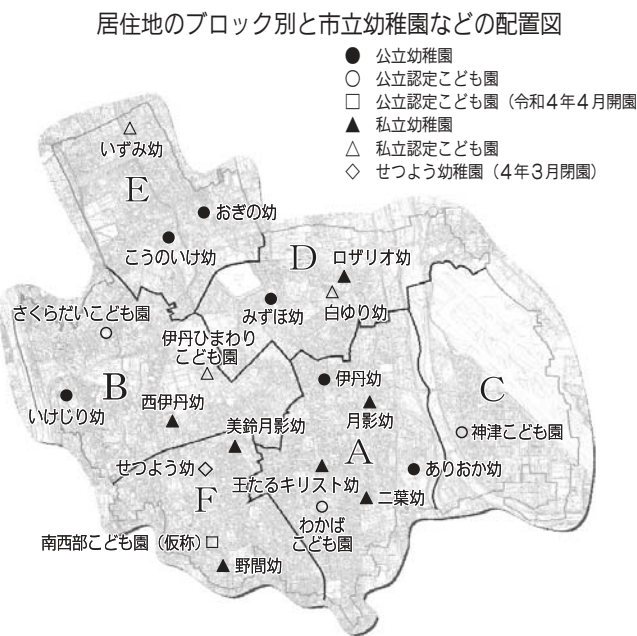 居住地のブロック別と市立幼稚園などの配置図
● 公立幼稚園
○ 公立認定こども園
□ 公立認定こども園（令和4年4月開園
▲ 私立幼稚園
△ 私立認定こども園
◇ せつよう幼稚園（4年3月閉園）
いずみ幼
E
おぎの幼
こうのいけ幼
D
ロザリオ幼
みずほ幼
白ゆり幼
さくらだいこども園
伊丹ひまわり
こども園
B
伊丹幼
C
いけじり幼
西伊丹幼
月影幼
美鈴月影幼
神津こども園
A
せつよう幼
ありおか幼
王たるキリスト幼
F
二葉幼
わかば
こども園
南西部こども園（仮称）
野間幼